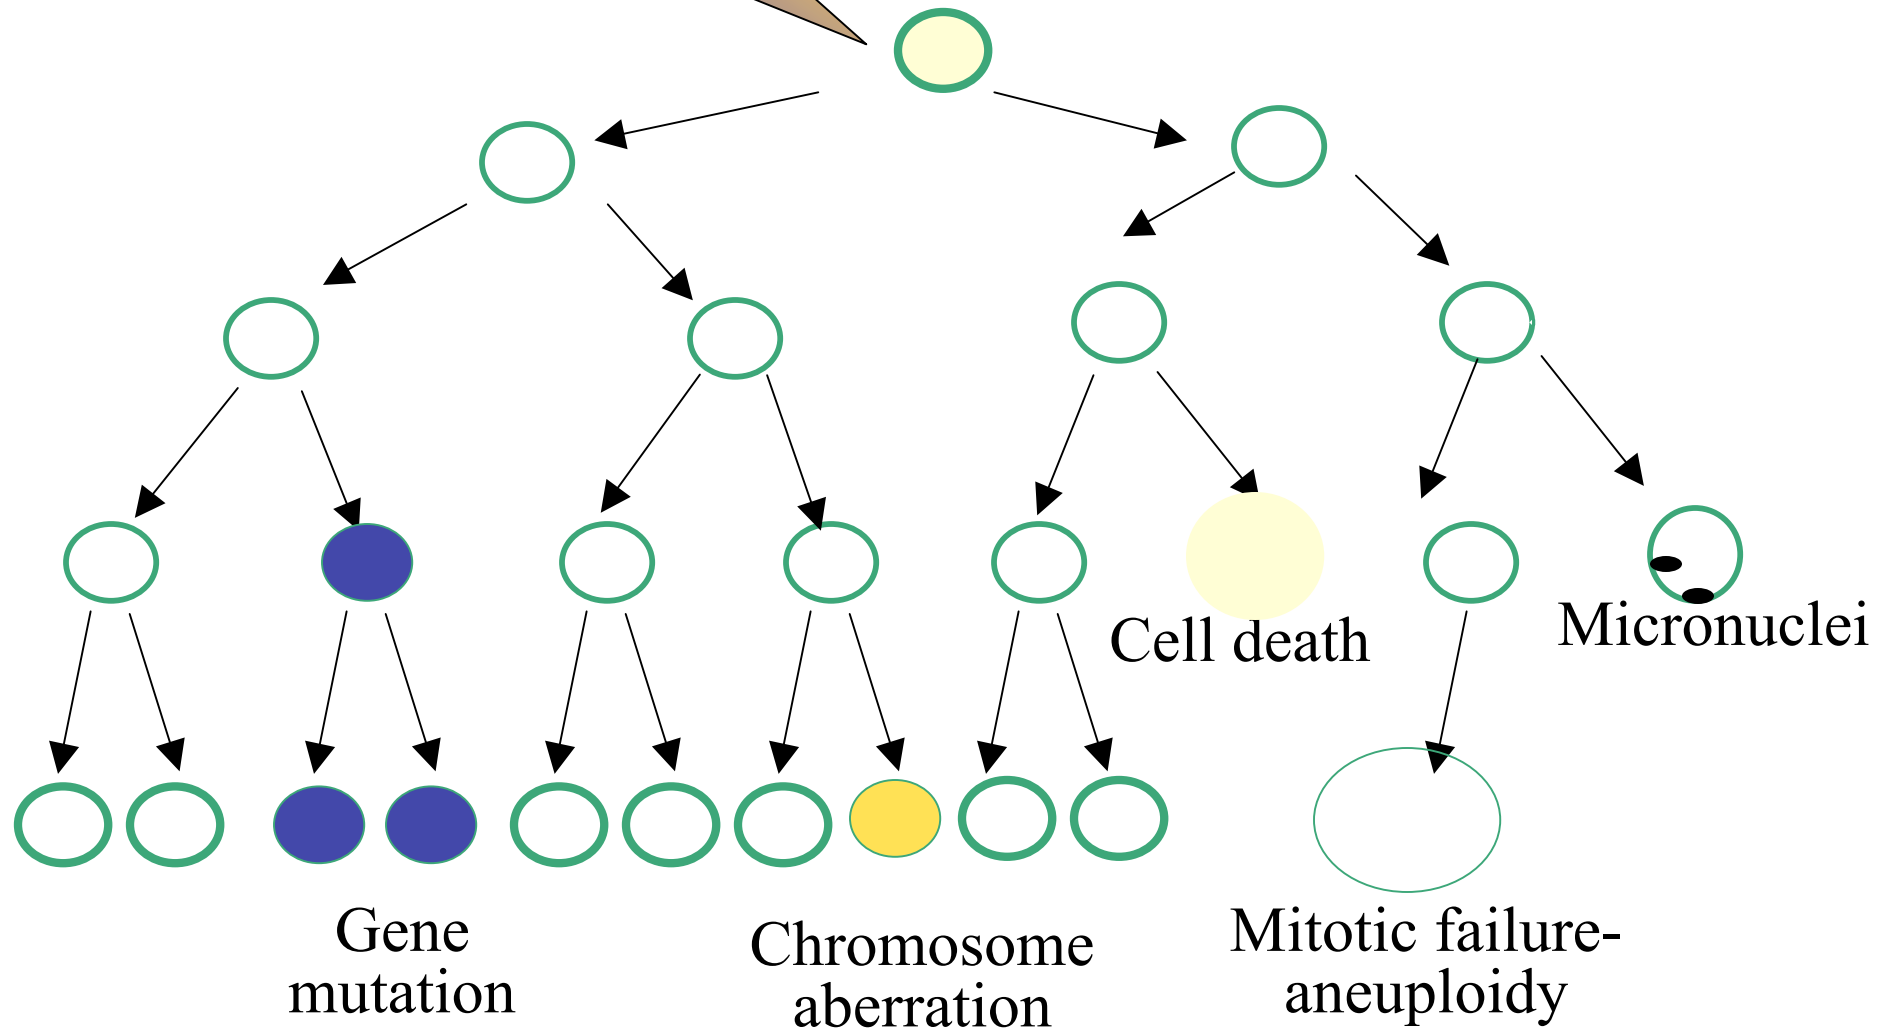 Cell death
Micronuclei
Gene
mutation
Chromosome
aberration
Mitotic failure-
aneuploidy